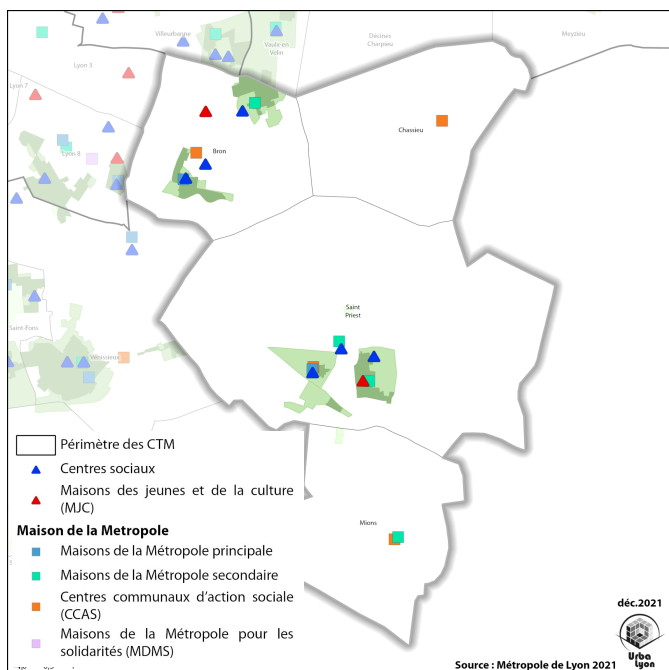 Villeurbanne
Vaulx-en
Velin
Décines
Charpieu
Meyzieu
Lyon 3
Lyon 7
Chassieu
Bron
Lyon 8
Saint
Priest
Saint-Fons
Vénissieux
Mions
Périmètre des CTM
Centres sociaux
Maisons des jeunes et de la culture
(MJC)
Maison de la Metropole
Maisons de la Métropole principale
Maisons de la Métropole secondaire
Centres communaux d'action sociale
(CCAS)
Maisons de la Métropole pour les
solidarités (MDMS)
déc.2021
Urba
Lyon
Source : Métropole de Lyon 2021